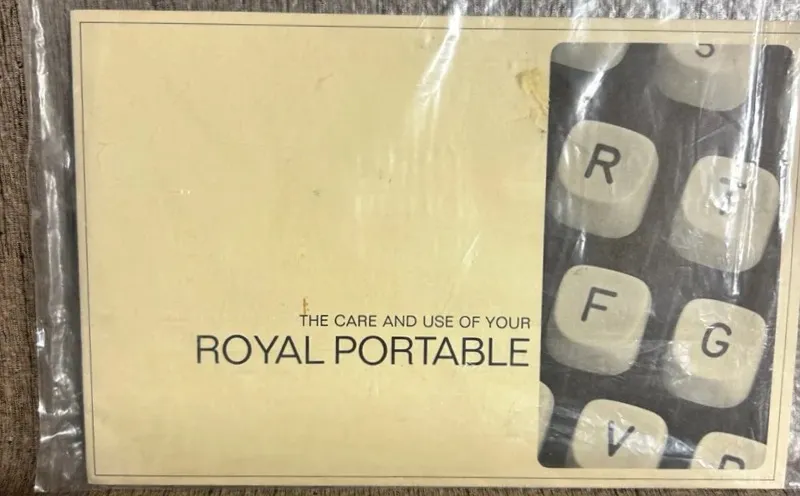 THE CARE AND USE OF YOUR
ROYAL PORTABLE
R T
F G
V